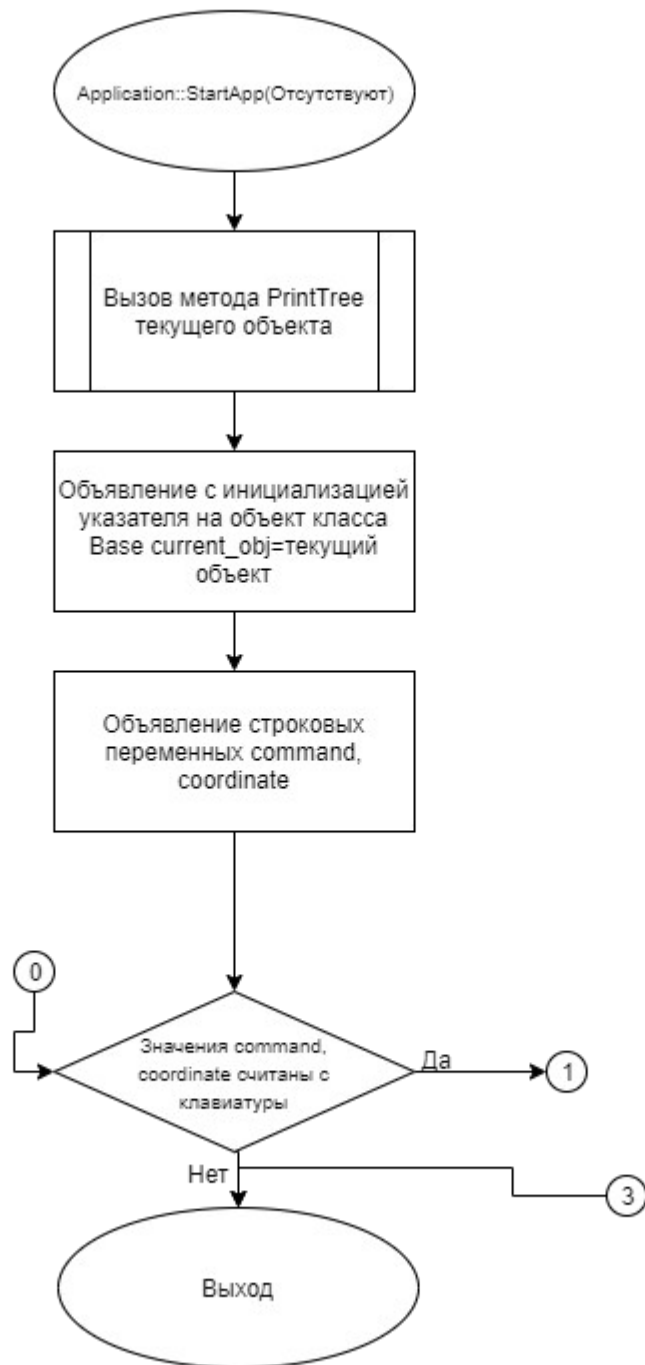 Application::StartApp(Отсутствуют)
Вызов метода PrintTree
текущего объекта
Объявление с инициализацией
указателя на объект класса
Base current_obj=текущий
объект
Объявление строковых
переменных command,
coordinate
0
Значения command,
coordinate считаны с
клавиатуры
Да
1
Нет
3
Выход